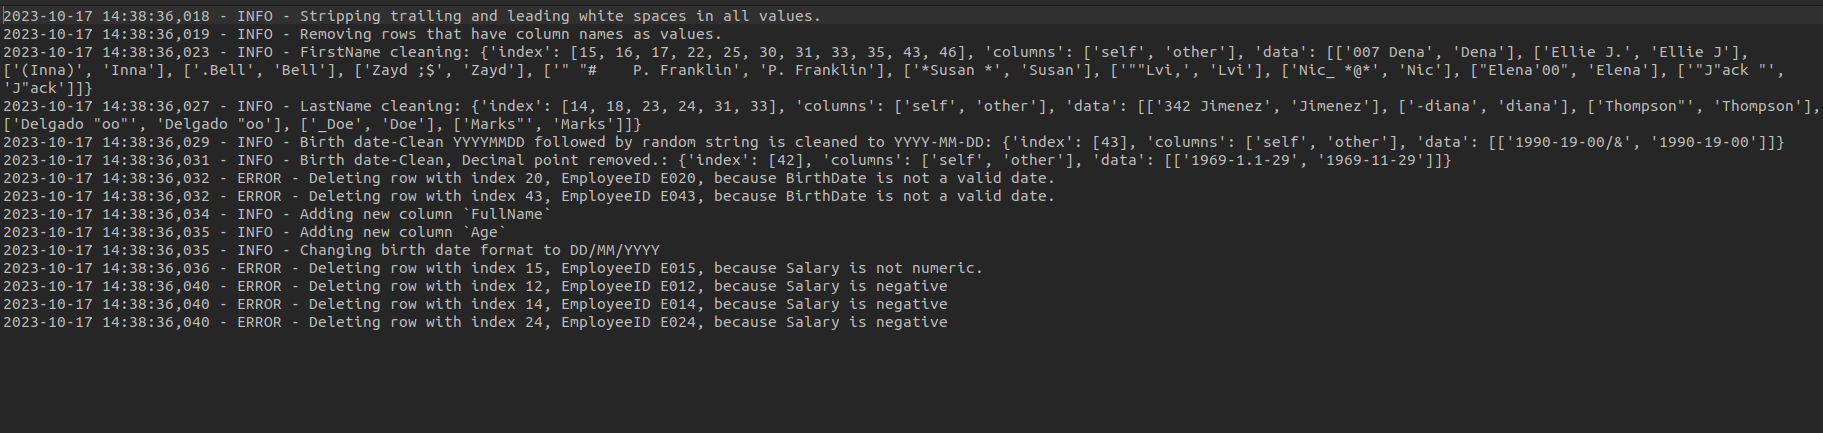 2023-10-17 14:38:36,018 - INFO - Stripping trailing and leading white spaces in all values.
2023-10-17 14:38:36,019 - INFO - Removing rows that have column names as values.
2023-10-17 14:38:36,023 - INFO - FirstName cleaning: {'index': [15, 16, 17, 22, 25, 30, 31, 33, 35, 43, 46], 'columns': ['self', 'other'], 'data': [['007 Dena', 'Dena'], ['Ellie J.', 'Ellie J'],
['(Inna)', 'Inna'], ['.Bell', 'Bell'], ['Zayd ;$', 'Zayd'], ['" "#    P. Franklin', 'P. Franklin'], ['*Susan *', 'Susan'], ['""Lvi,', 'Lvi'], ['Nic_ *@*', 'Nic'], ["Elena'00", 'Elena'], ['"J"ack "',
'J"ack']]}
2023-10-17 14:38:36,027 - INFO - LastName cleaning: {'index': [14, 18, 23, 24, 31, 33], 'columns': ['self', 'other'], 'data': [['342 Jimenez', 'Jimenez'], ['-diana', 'diana'], ['Thompson"', 'Thompson'],
['Delgado "oo"', 'Delgado "oo'], ['_Doe', 'Doe'], ['Marks"', 'Marks']]}
2023-10-17 14:38:36,029 - INFO - Birth date-Clean YYYYMMDD followed by random string is cleaned to YYYY-MM-DD: {'index': [43], 'columns': ['self', 'other'], 'data': [['1990-19-00/&', '1990-19-00']]}
2023-10-17 14:38:36,031 - INFO - Birth date-Clean, Decimal point removed.: {'index': [42], 'columns': ['self', 'other'], 'data': [['1969-1.1-29', '1969-11-29']]}
2023-10-17 14:38:36,032 - ERROR - Deleting row with index 20, EmployeeID E020, because BirthDate is not a valid date.
2023-10-17 14:38:36,032 - ERROR - Deleting row with index 43, EmployeeID E043, because BirthDate is not a valid date.
2023-10-17 14:38:36,034 - INFO - Adding new column `FullName`
2023-10-17 14:38:36,035 - INFO - Adding new column `Age`
2023-10-17 14:38:36,035 - INFO - Changing birth date format to DD/MM/YYYY
2023-10-17 14:38:36,036 - ERROR - Deleting row with index 15, EmployeeID E015, because Salary is not numeric.
2023-10-17 14:38:36,040 - ERROR - Deleting row with index 12, EmployeeID E012, because Salary is negative
2023-10-17 14:38:36,040 - ERROR - Deleting row with index 14, EmployeeID E014, because Salary is negative
2023-10-17 14:38:36,040 - ERROR - Deleting row with index 24, EmployeeID E024, because Salary is negative